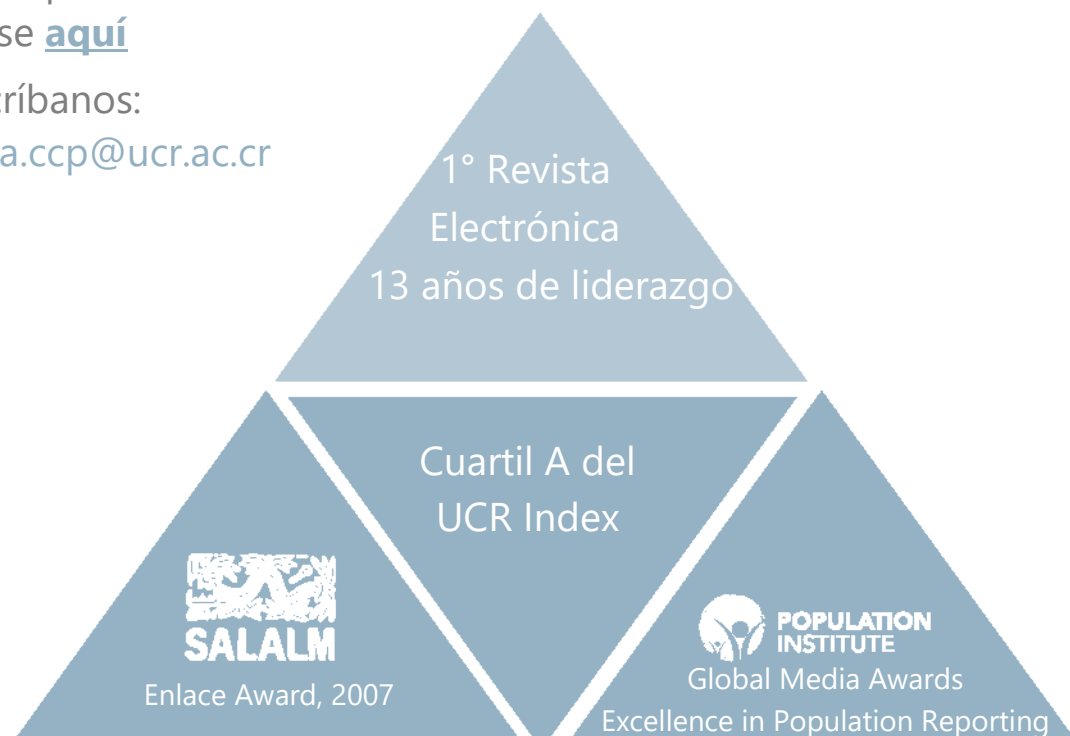 se aquí
críbanos:
a.ccp@ucr.ac.cr
1° Revista
Electrónica
13 años de liderazgo
Cuartil A del
UCR Index
SALALM
Enlace Award, 2007
POPULATION
INSTITUTE
Global Media Awards
Excellence in Population Reporting